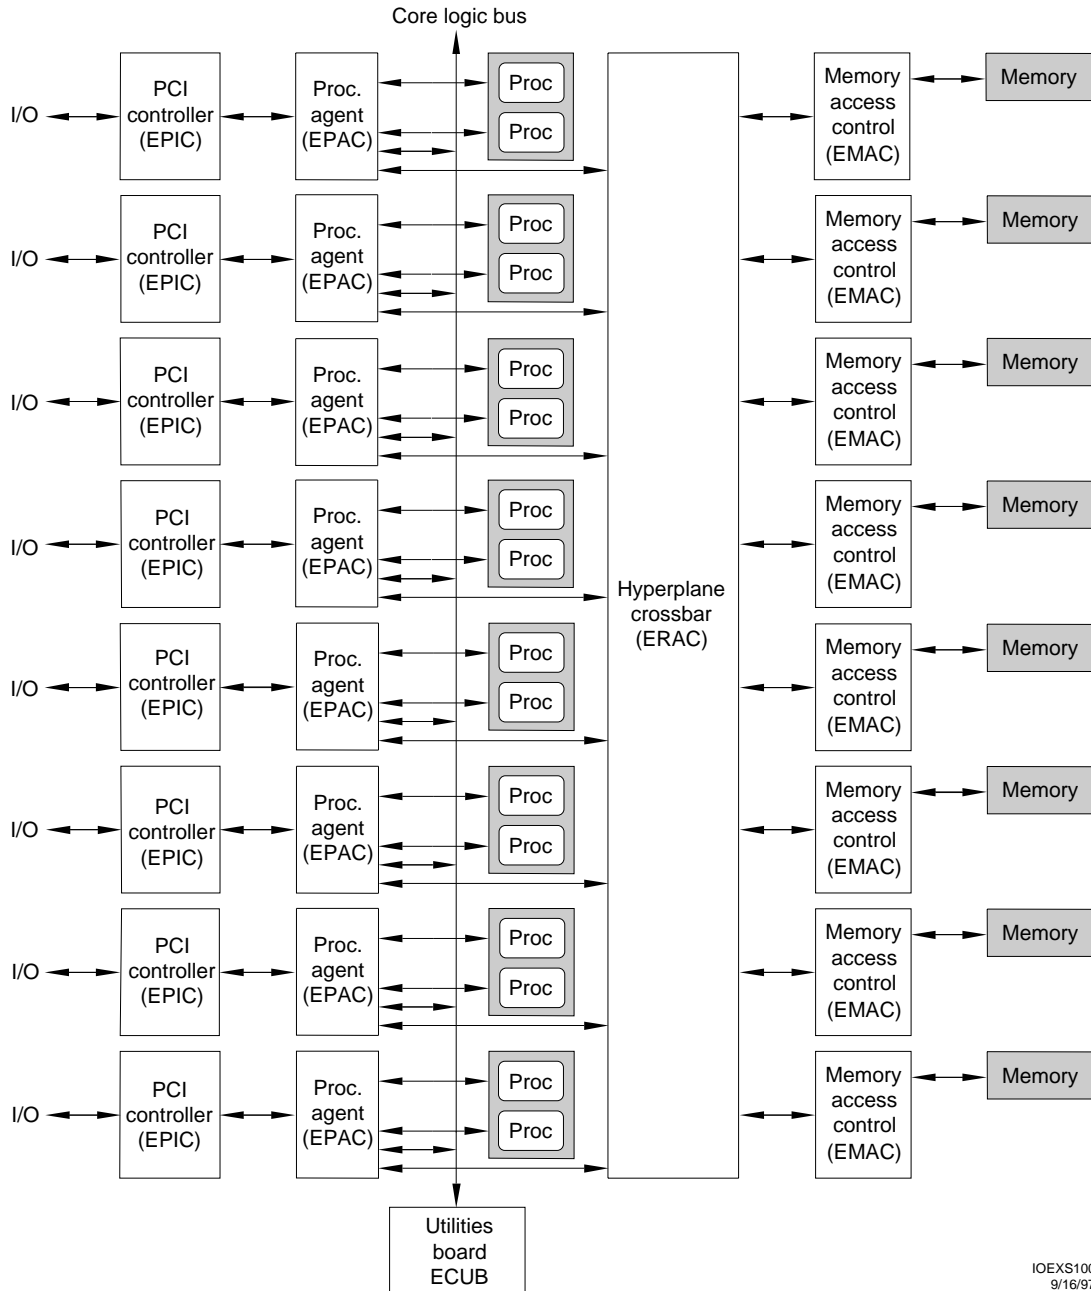 Core logic bus
I/O
PCI
controller
(EPIC)
Proc.
agent
(EPAC)
Proc
Proc
Memory
access
control
(EMAC)
Memory
I/O
PCI
controller
(EPIC)
Proc.
agent
(EPAC)
Proc
Proc
Memory
access
control
(EMAC)
Memory
I/O
PCI
controller
(EPIC)
Proc.
agent
(EPAC)
Proc
Proc
Memory
access
control
(EMAC)
Memory
I/O
PCI
controller
(EPIC)
Proc.
agent
(EPAC)
Proc
Proc
Memory
access
control
(EMAC)
Memory
Hyperplane
crossbar
(ERAC)
I/O
PCI
controller
(EPIC)
Proc.
agent
(EPAC)
Proc
Proc
Memory
access
control
(EMAC)
Memory
I/O
PCI
controller
(EPIC)
Proc.
agent
(EPAC)
Proc
Proc
Memory
access
control
(EMAC)
Memory
I/O
PCI
controller
(EPIC)
Proc.
agent
(EPAC)
Proc
Proc
Memory
access
control
(EMAC)
Memory
I/O
PCI
controller
(EPIC)
Proc.
agent
(EPAC)
Proc
Proc
Memory
access
control
(EMAC)
Memory
Utilities
board
ECUB
IOEXS100
9/16/97